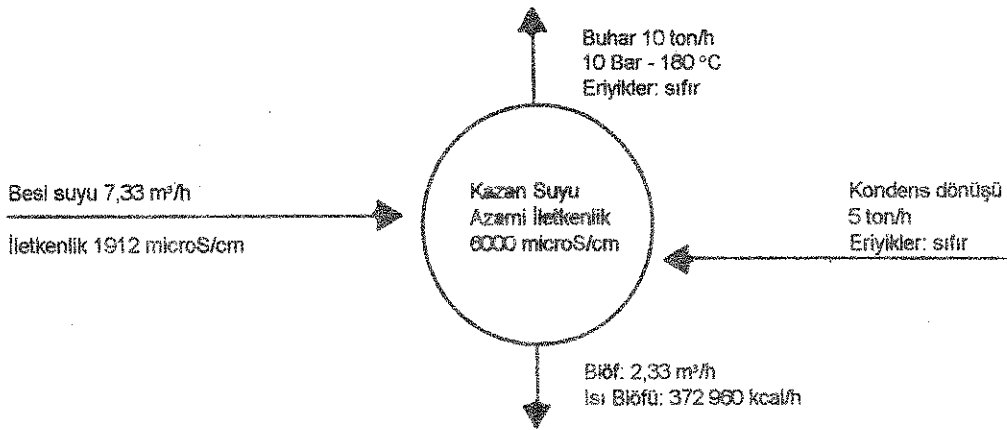 Buhar 10 ton/h
10 Bar - 180 °C
Eriyikler: sıfır
Besi suyu 7,33 m³/h
İletkenlik 1912 microS/cm
Kazan Suyu
Azami İletkenlik
6000 microS/cm
Kondens dönüşü
5 ton/h
Eriyikler: sıfır
Blöf: 2,33 m³/h
Isı Blöfü: 372 960 kcal/h